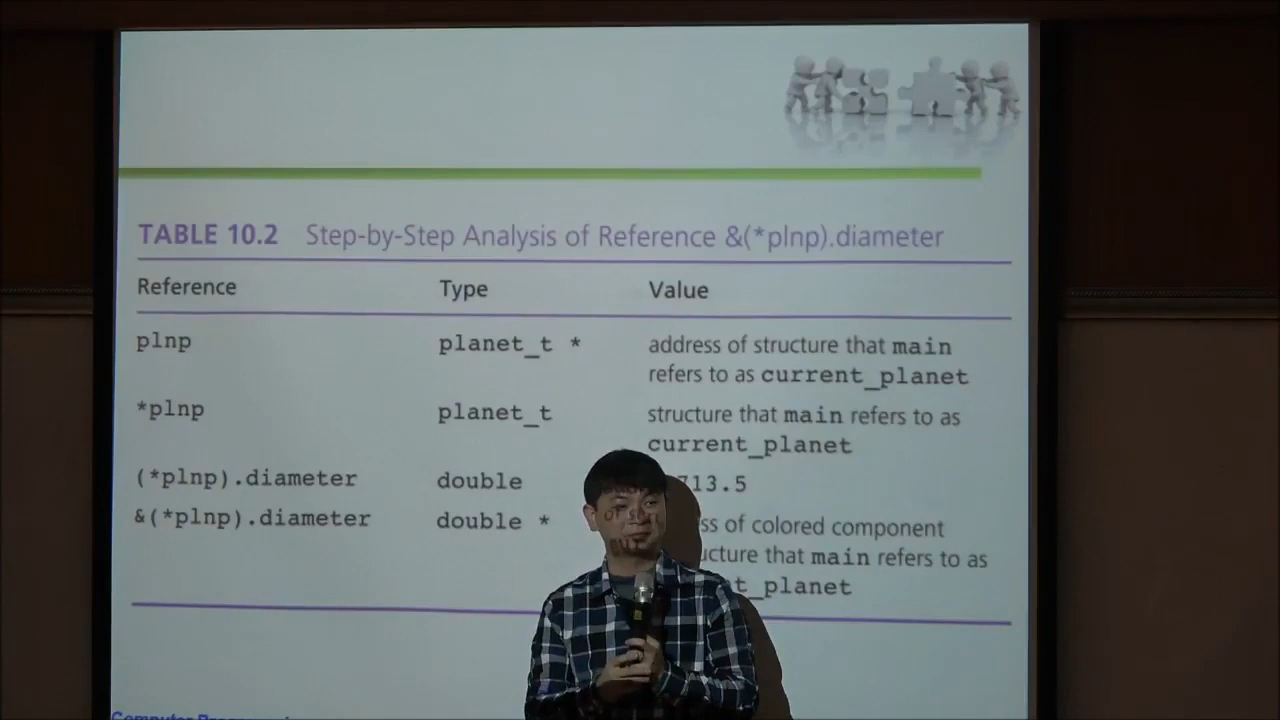 TABLE 10.2 Step-by-Step Analysis of Reference &(*plnp).diameter
Reference Type Value
plnp planet_t * address of structure that main
refers to as current_planet
*plnp planet_t structure that main refers to as
current_planet
(*plnp).diameter double 713.5
&(*plnp).diameter double * ss of colored component
ucture that main refers to as
t_planet
Computer